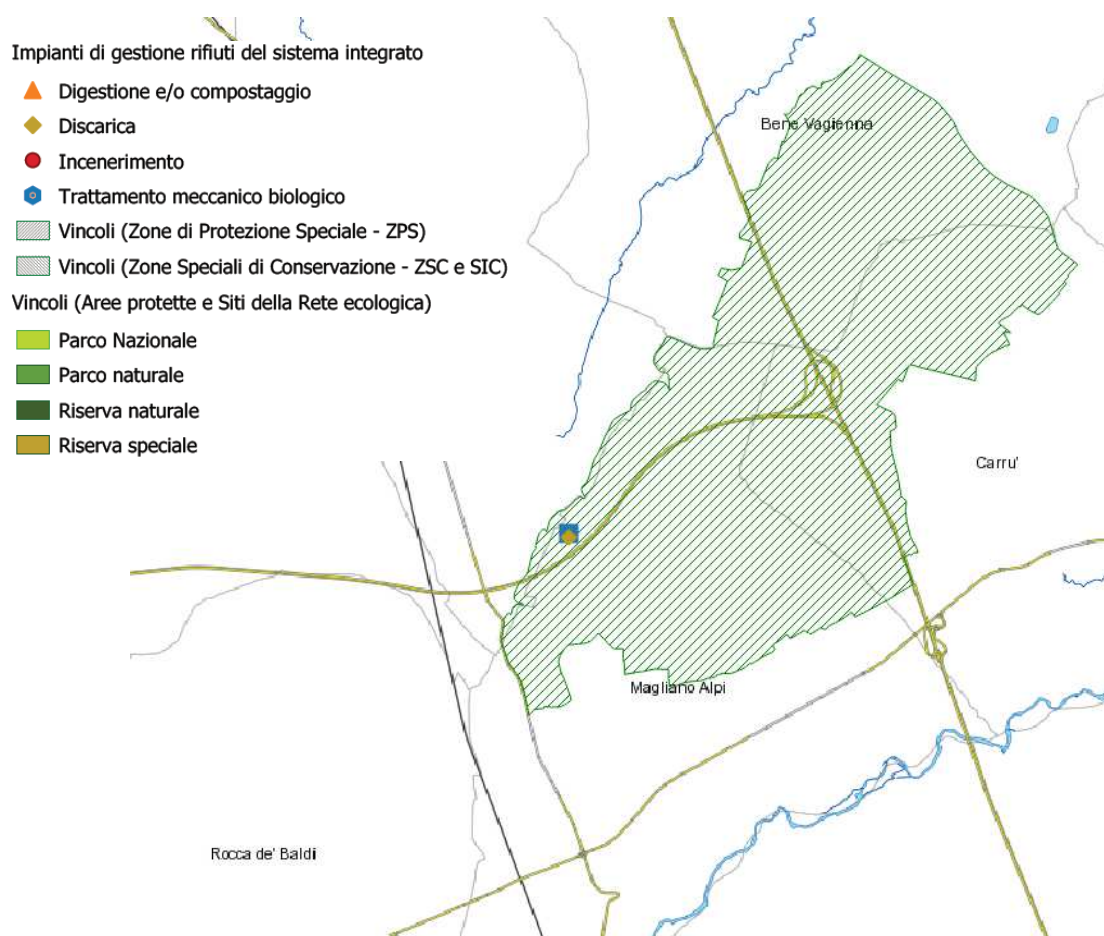 Impianti di gestione rifiuti del sistema integrato
Digestione e/o compostaggio
Discarica
Incenerimento
Trattamento meccanico biologico
Vincoli (Zone di Protezione Speciale - ZPS)
Vincoli (Zone Speciali di Conservazione - ZSC e SIC)
Vincoli (Aree protette e Siti della Rete ecologica)
Parco Nazionale
Parco naturale
Riserva naturale
Riserva speciale
Bene Vagienna
Carru'
Magliano Alpi
Rocca de' Baldi